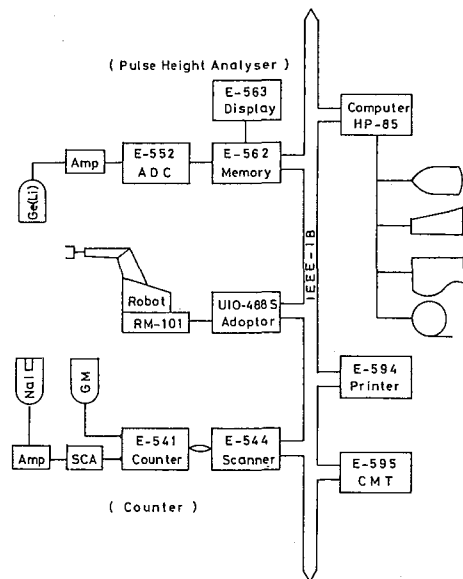 ( Pulse Height Analyser )
E-563
Display
Computer
HP-85
Amp
E-552
ADC
E-562
Memory
Ge(Li)
IEEE-IB
Robot
RM-101
UIO-488S
Adoptor
NaI
GM
E-594
Printer
Amp
SCA
E-541
Counter
E-544
Scanner
E-595
CMT
( Counter )